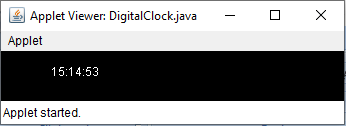 Applet Viewer: DigitalClock.java
Applet
15:14:53
Applet started.